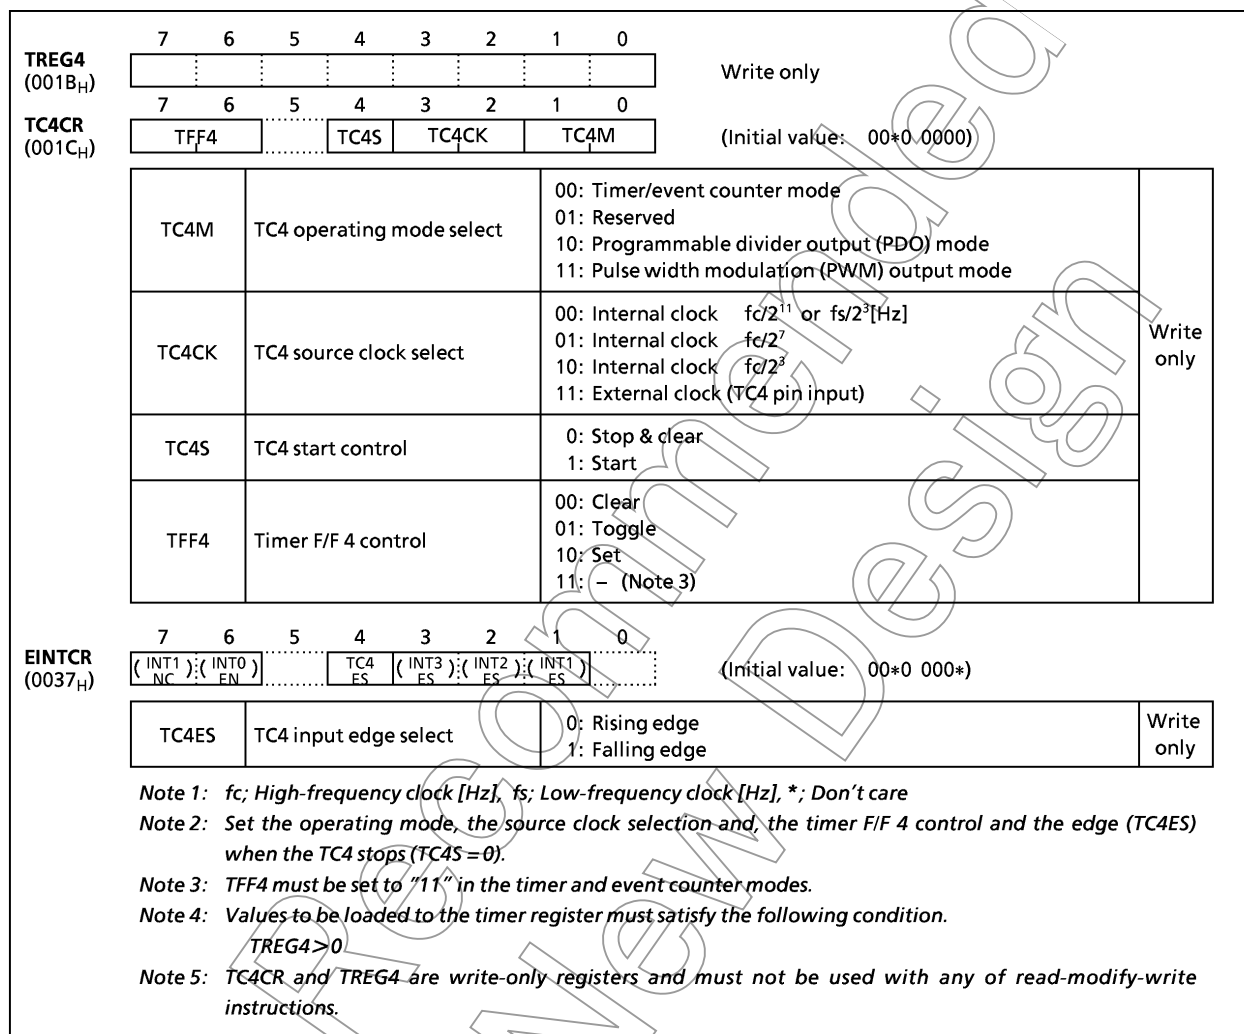 7 6 5 4 3 2 1 0
TREG4
(001BH)
Write only
7 6 5 4 3 2 1 0
TC4CR
(001CH)
TFF4 TC4S TC4CK TC4M
(Initial value: 00*0 0000)
TC4M TC4 operating mode select
00: Timer/event counter mode
01: Reserved
10: Programmable divider output (PDO) mode
11: Pulse width modulation (PWM) output mode
TC4CK TC4 source clock select
00: Internal clock fc/2¹¹ or fs/2³[Hz]
01: Internal clock fc/2⁷
10: Internal clock fc/2³
11: External clock (TC4 pin input)
Write
only
TC4S TC4 start control
0: Stop & clear
1: Start
TFF4 Timer F/F 4 control
00: Clear
01: Toggle
10: Set
11: – (Note 3)
7 6 5 4 3 2 1 0
EINTCR
(0037H)
(INT1 NC) (INT0 EN) TC4 ES (INT3 ES) (INT2 ES) (INT1 ES)
(Initial value: 00*0 000*)
TC4ES TC4 input edge select
0: Rising edge
1: Falling edge
Write
only
Note 1: fc; High-frequency clock [Hz], fs; Low-frequency clock [Hz], *; Don't care
Note 2: Set the operating mode, the source clock selection and, the timer F/F 4 control and the edge (TC4ES)
when the TC4 stops (TC4S = 0).
Note 3: TFF4 must be set to "11" in the timer and event counter modes.
Note 4: Values to be loaded to the timer register must satisfy the following condition.
TREG4>0
Note 5: TC4CR and TREG4 are write-only registers and must not be used with any of read-modify-write
instructions.
Recommended
New Design